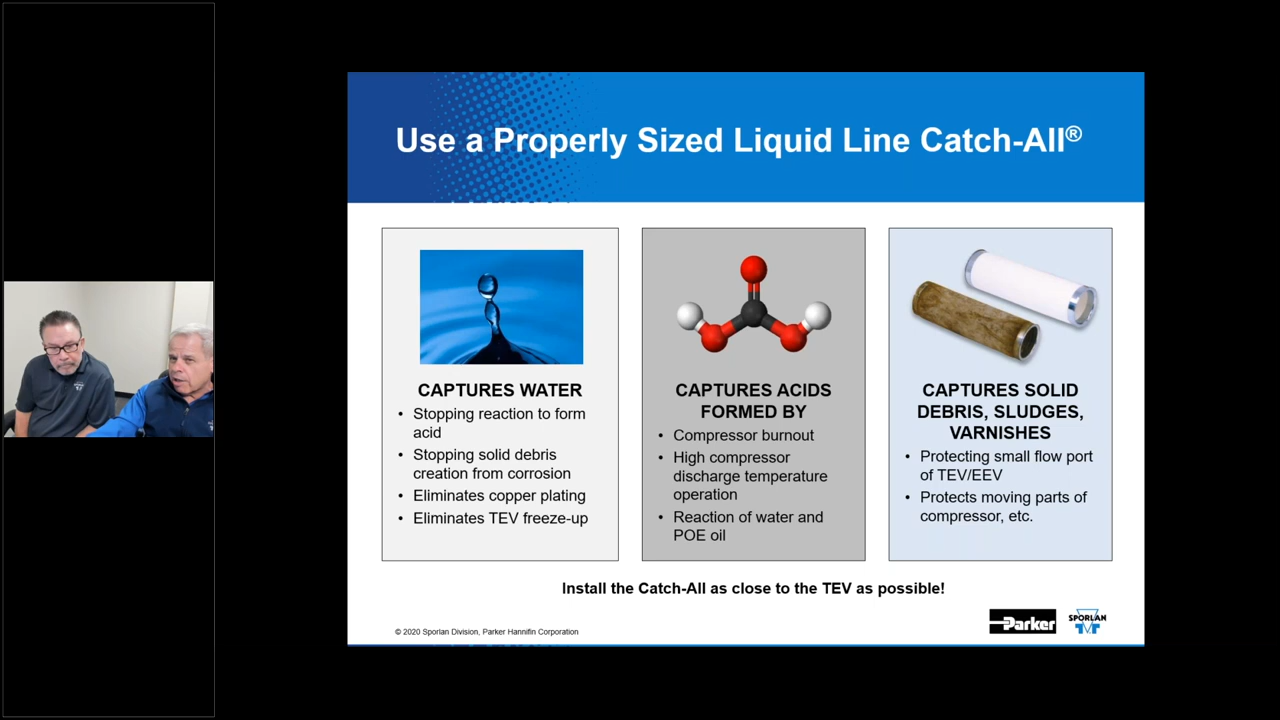 Use a Properly Sized Liquid Line Catch-All®
CAPTURES WATER
• Stopping reaction to form
acid
• Stopping solid debris
creation from corrosion
• Eliminates copper plating
• Eliminates TEV freeze-up
CAPTURES ACIDS
FORMED BY
• Compressor burnout
• High compressor
discharge temperature
operation
• Reaction of water and
POE oil
CAPTURES SOLID
DEBRIS, SLUDGES,
VARNISHES
• Protecting small flow port
of TEV/EEV
• Protects moving parts of
compressor, etc.
Install the Catch-All as close to the TEV as possible!
© 2020 Sporlan Division, Parker Hannifin Corporation
Parker
SPORLAN